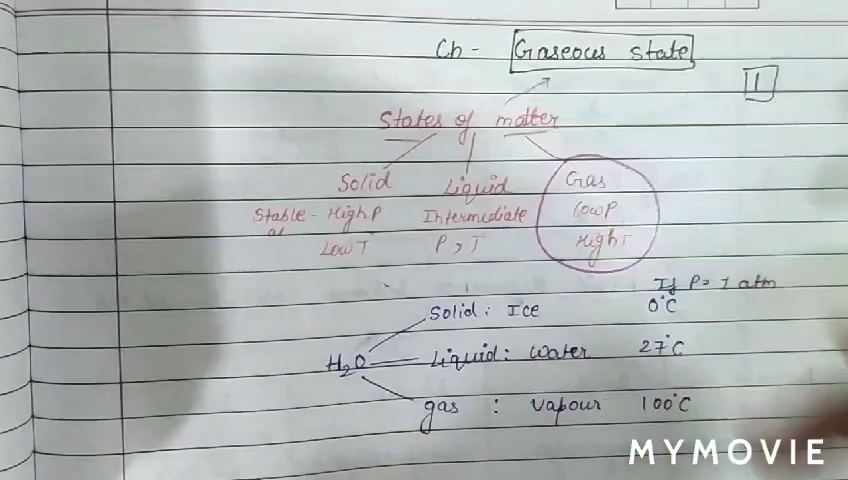 Ch- Gaseous state
1
States of matter
Solid Liquid Gas
Stable at - High P Intermediate Low P
Low T P, T High T
If P = 1 atm
Solid : Ice 0°C
H2O Liquid : Water 27°C
gas : vapour 100°C
MYMOVIE